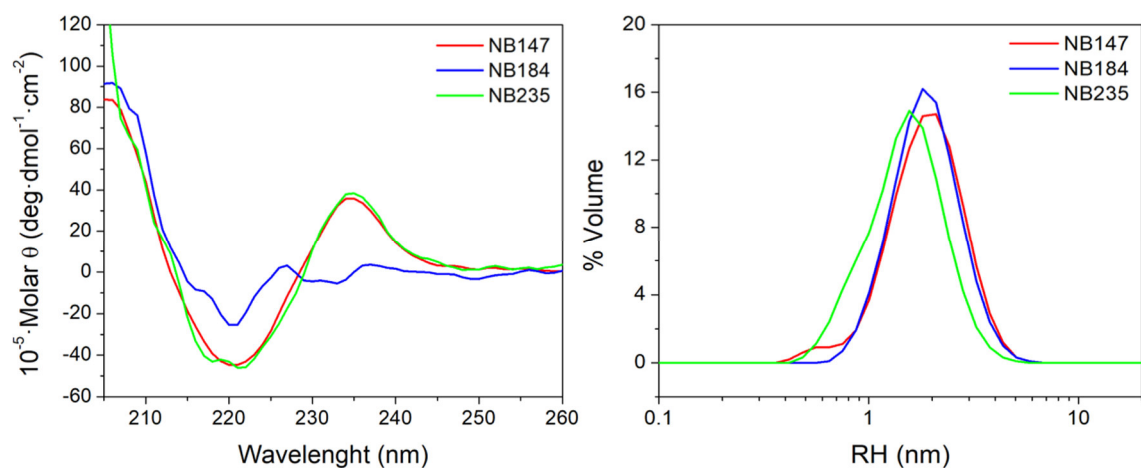 10⁻⁵·Molar θ (deg·dmol⁻¹·cm⁻²)
120
100
80
60
40
20
0
-20
-40
-60
NB147
NB184
NB235
210 220 230 240 250 260
Wavelenght (nm)
% Volume
20
16
12
8
4
0
NB147
NB184
NB235
0.1 1 10
RH (nm)